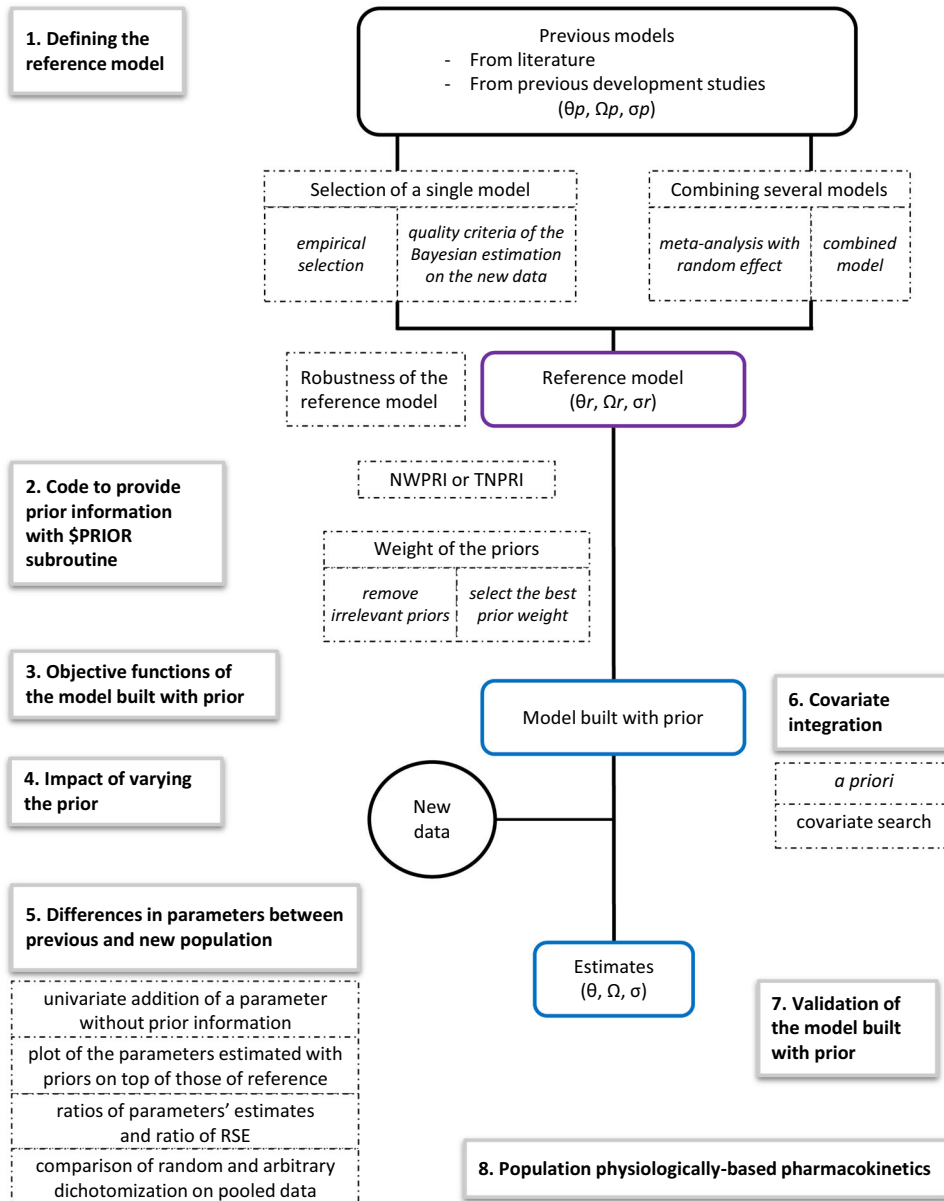 1. Defining the
reference model
Previous models
- From literature
- From previous development studies
(θp, Ωp, σp)
Selection of a single model
empirical
selection
quality criteria of the
Bayesian estimation
on the new data
Combining several models
meta-analysis with
random effect
combined
model
Robustness of the
reference model
Reference model
(θr, Ωr, σr)
2. Code to provide
prior information
with $PRIOR
subroutine
NWPRI or TNPRI
Weight of the priors
remove
irrelevant priors
select the best
prior weight
3. Objective functions of
the model built with prior
Model built with prior
6. Covariate
integration
a priori
covariate search
4. Impact of varying
the prior
New
data
5. Differences in parameters between
previous and new population
univariate addition of a parameter
without prior information
plot of the parameters estimated with
priors on top of those of reference
ratios of parameters’ estimates
and ratio of RSE
comparison of random and arbitrary
dichotomization on pooled data
Estimates
(θ, Ω, σ)
7. Validation of
the model built
with prior
8. Population physiologically-based pharmacokinetics